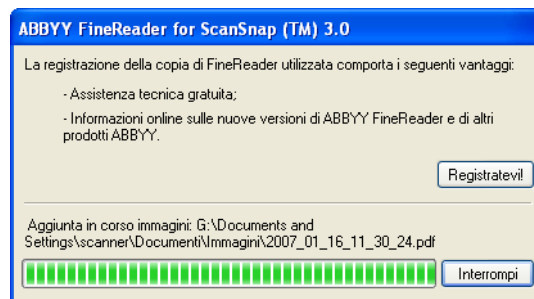 ABBYY FineReader for ScanSnap (TM) 3.0
La registrazione della copia di FineReader utilizzata comporta i seguenti vantaggi:
- Assistenza tecnica gratuita;
- Informazioni online sulle nuove versioni di ABBYY FineReader e di altri
prodotti ABBYY.
Registratevi!
Aggiunta in corso immagini: G:\Documents and
Settings\scanner\Documenti\Immagini\2007_01_16_11_30_24.pdf
Interrompi